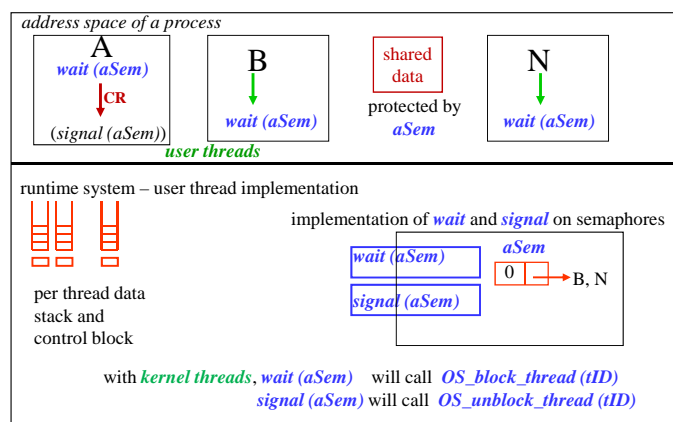 address space of a process
A
wait (aSem)
CR
(signal (aSem))
B
wait (aSem)
shared
data
protected by
aSem
N
wait (aSem)
user threads
runtime system – user thread implementation
per thread data
stack and
control block
implementation of wait and signal on semaphores
wait (aSem)
signal (aSem)
aSem
0
B, N
with kernel threads, wait (aSem) will call OS_block_thread (tID)
signal (aSem) will call OS_unblock_thread (tID)